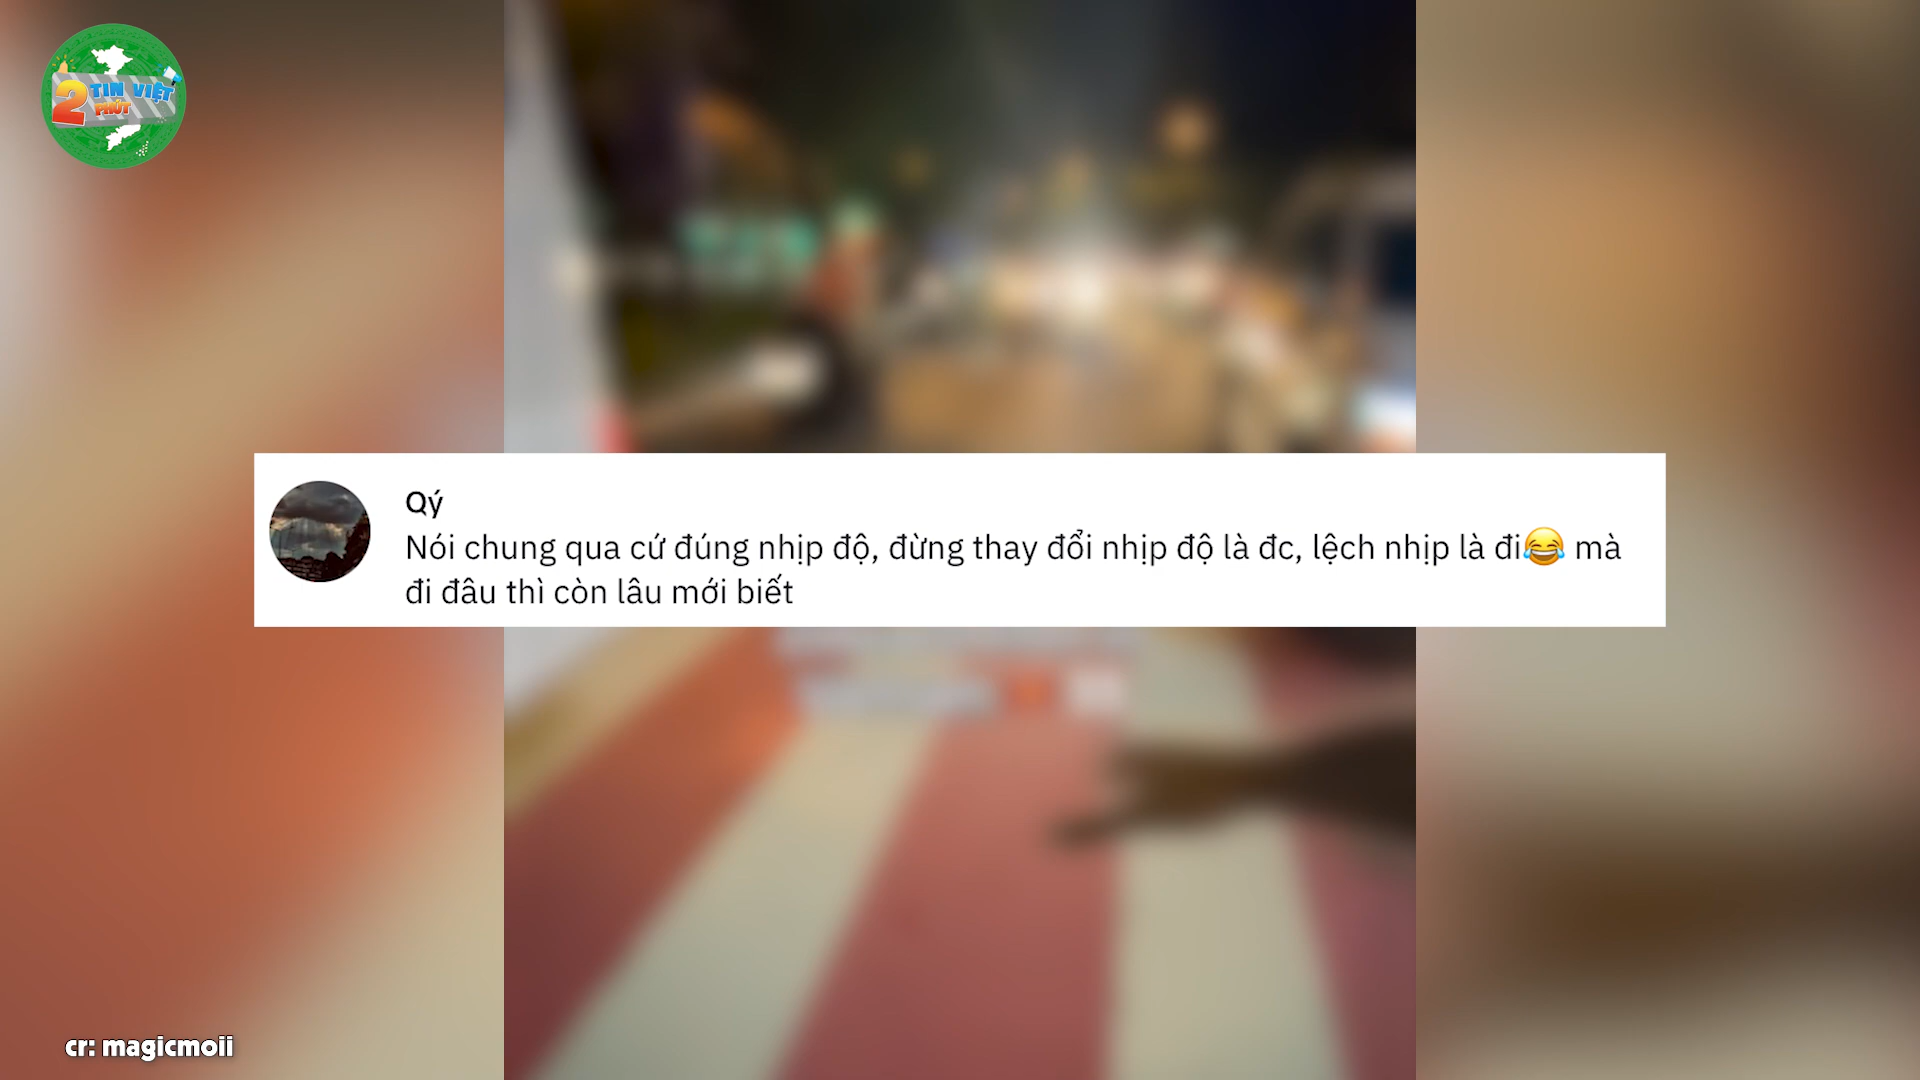 2 TIN VIỆT
PHÚT
Qý
Nói chung qua cứ đúng nhịp độ, đừng thay đổi nhịp độ là đc, lệch nhịp là đi😂 mà
đi đâu thì còn lâu mới biết
cr: magicmoii